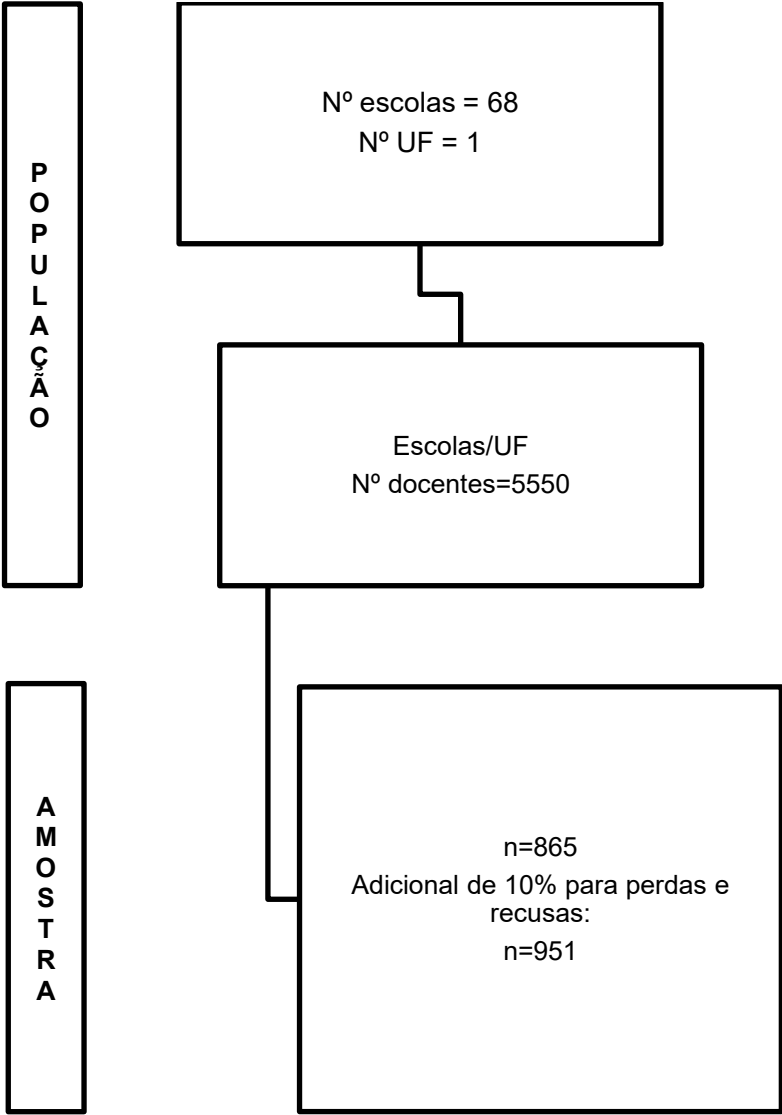 POPULAÇÃO
Nº escolas = 68
Nº UF = 1
Escolas/UF
Nº docentes=5550
AMOSTRA
n=865
Adicional de 10% para perdas e
recusas:
n=951